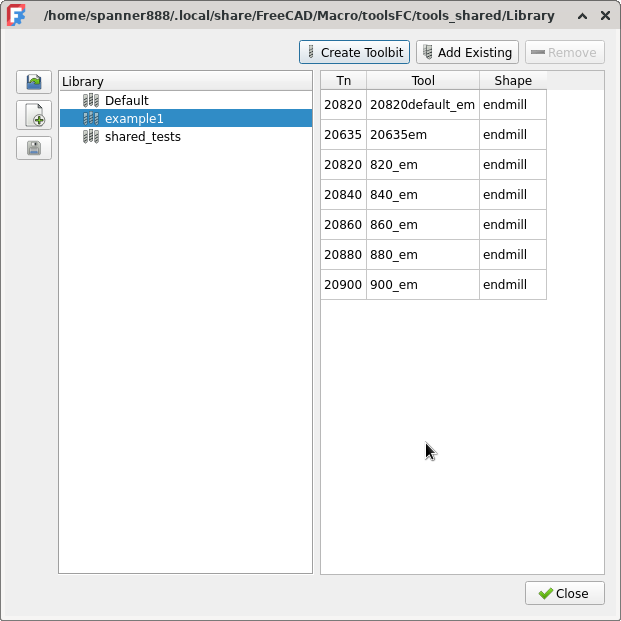 /home/spanner888/.local/share/FreeCAD/Macro/toolsFC/tools_shared/Library
Create Toolbit Add Existing Remove
Library
Default
example1
shared_tests
Tn Tool Shape
20820 20820default_em endmill
20635 20635em endmill
20820 820_em endmill
20840 840_em endmill
20860 860_em endmill
20880 880_em endmill
20900 900_em endmill
Close